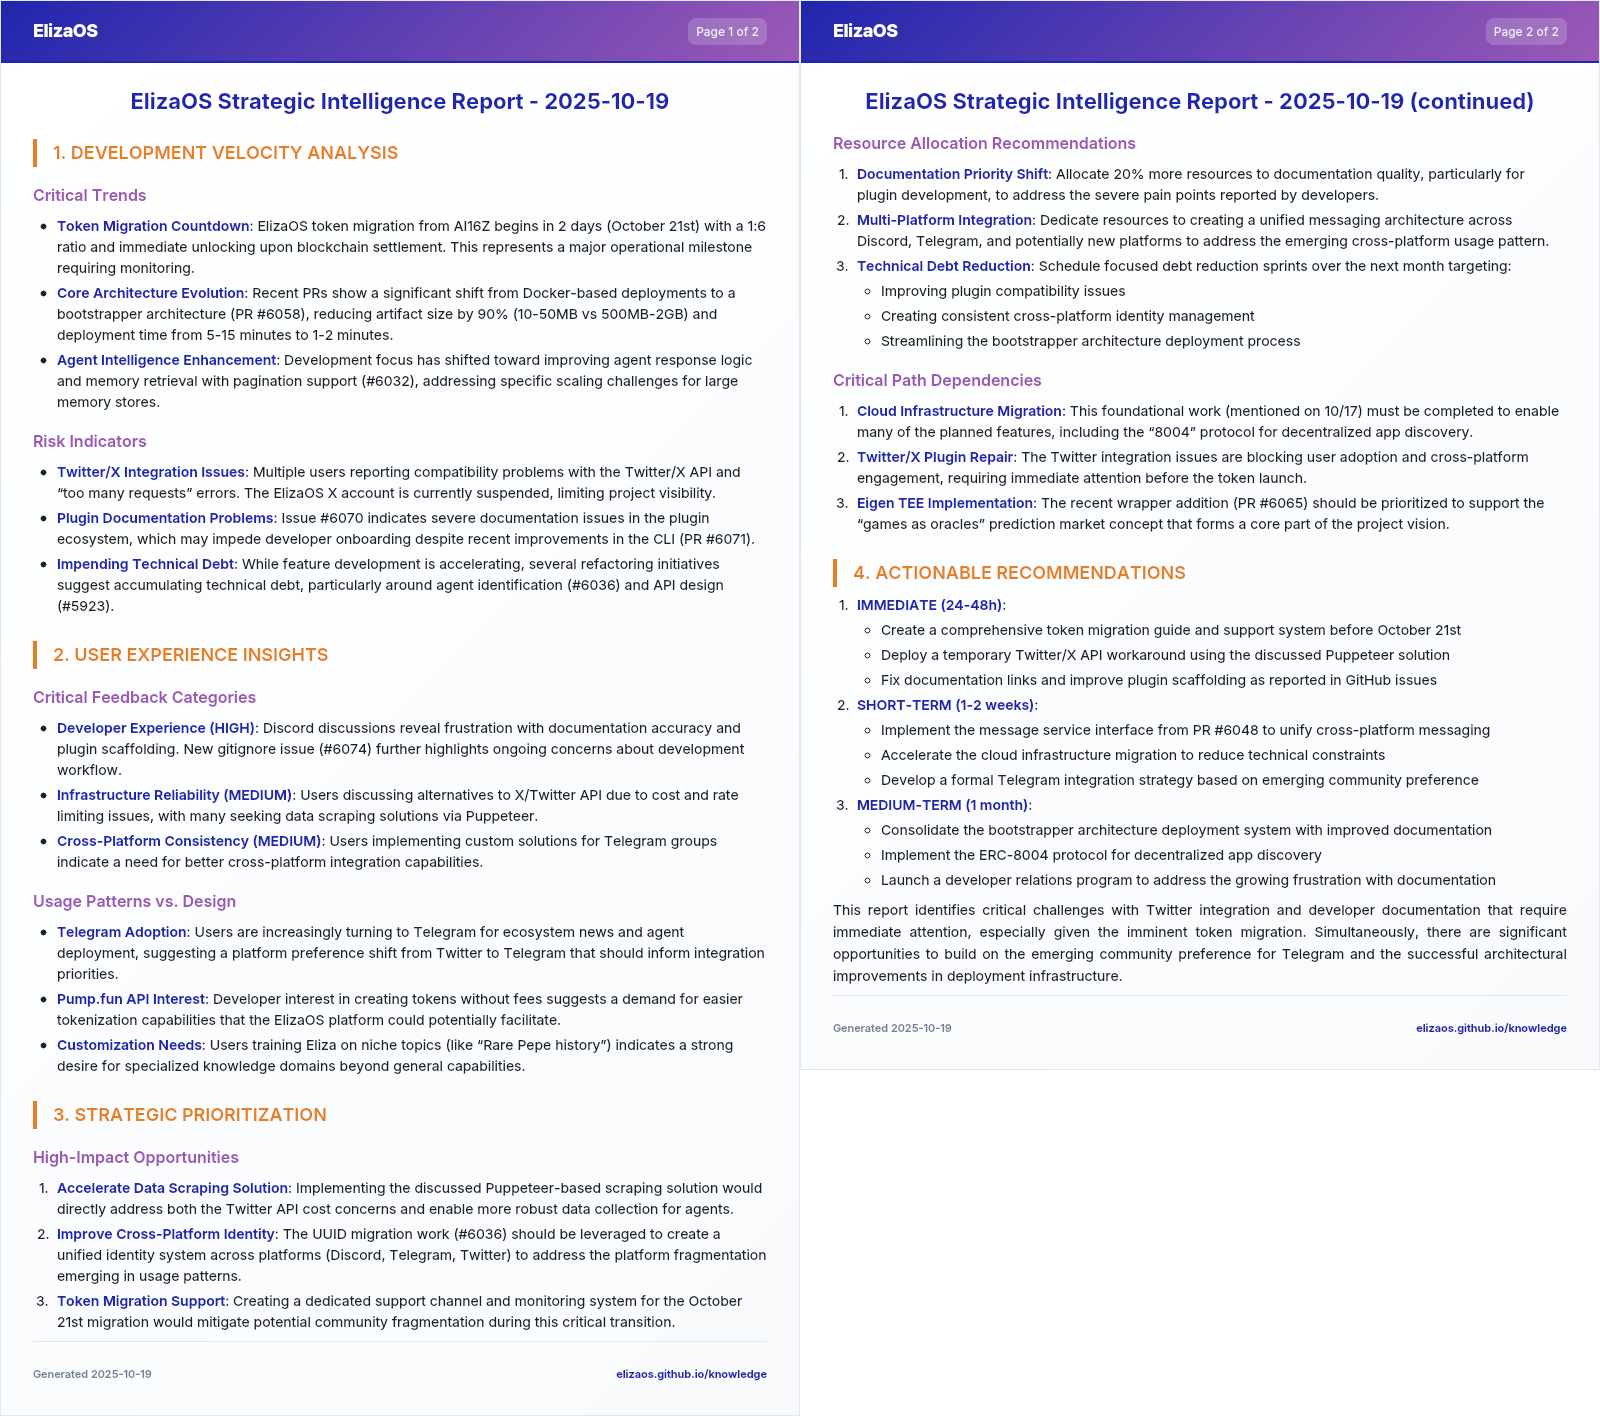 ElizaOS
Page 1 of 2
ElizaOS Strategic Intelligence Report - 2025-10-19
1. DEVELOPMENT VELOCITY ANALYSIS
Critical Trends
• Token Migration Countdown: ElizaOS token migration from AI16Z begins in 2 days (October 21st) with a 1:6
ratio and immediate unlocking upon blockchain settlement. This represents a major operational milestone
requiring monitoring.
• Core Architecture Evolution: Recent PRs show a significant shift from Docker-based deployments to a
bootstrapper architecture (PR #6058), reducing artifact size by 90% (10-50MB vs 500MB-2GB) and
deployment time from 5-15 minutes to 1-2 minutes.
• Agent Intelligence Enhancement: Development focus has shifted toward improving agent response logic
and memory retrieval with pagination support (#6032), addressing specific scaling challenges for large
memory stores.
Risk Indicators
• Twitter/X Integration Issues: Multiple users reporting compatibility problems with the Twitter/X API and
“too many requests” errors. The ElizaOS X account is currently suspended, limiting project visibility.
• Plugin Documentation Problems: Issue #6070 indicates severe documentation issues in the plugin
ecosystem, which may impede developer onboarding despite recent improvements in the CLI (PR #6071).
• Impending Technical Debt: While feature development is accelerating, several refactoring initiatives
suggest accumulating technical debt, particularly around agent identification (#6036) and API design
(#5923).
2. USER EXPERIENCE INSIGHTS
Critical Feedback Categories
• Developer Experience (HIGH): Discord discussions reveal frustration with documentation accuracy and
plugin scaffolding. New gitignore issue (#6074) further highlights ongoing concerns about development
workflow.
• Infrastructure Reliability (MEDIUM): Users discussing alternatives to X/Twitter API due to cost and rate
limiting issues, with many seeking data scraping solutions via Puppeteer.
• Cross-Platform Consistency (MEDIUM): Users implementing custom solutions for Telegram groups
indicate a need for better cross-platform integration capabilities.
Usage Patterns vs. Design
• Telegram Adoption: Users are increasingly turning to Telegram for ecosystem news and agent
deployment, suggesting a platform preference shift from Twitter to Telegram that should inform integration
priorities.
• Pump.fun API Interest: Developer interest in creating tokens without fees suggests a demand for easier
tokenization capabilities that the ElizaOS platform could potentially facilitate.
• Customization Needs: Users training Eliza on niche topics (like “Rare Pepe history”) indicates a strong
desire for specialized knowledge domains beyond general capabilities.
3. STRATEGIC PRIORITIZATION
High-Impact Opportunities
1. Accelerate Data Scraping Solution: Implementing the discussed Puppeteer-based scraping solution would
directly address both the Twitter API cost concerns and enable more robust data collection for agents.
2. Improve Cross-Platform Identity: The UUID migration work (#6036) should be leveraged to create a
unified identity system across platforms (Discord, Telegram, Twitter) to address the platform fragmentation
emerging in usage patterns.
3. Token Migration Support: Creating a dedicated support channel and monitoring system for the October
21st migration would mitigate potential community fragmentation during this critical transition.
Generated 2025-10-19
elizaos.github.io/knowledge
ElizaOS
Page 2 of 2
ElizaOS Strategic Intelligence Report - 2025-10-19 (continued)
Resource Allocation Recommendations
1. Documentation Priority Shift: Allocate 20% more resources to documentation quality, particularly for
plugin development, to address the severe pain points reported by developers.
2. Multi-Platform Integration: Dedicate resources to creating a unified messaging architecture across
Discord, Telegram, and potentially new platforms to address the emerging cross-platform usage pattern.
3. Technical Debt Reduction: Schedule focused debt reduction sprints over the next month targeting:
◦ Improving plugin compatibility issues
◦ Creating consistent cross-platform identity management
◦ Streamlining the bootstrapper architecture deployment process
Critical Path Dependencies
1. Cloud Infrastructure Migration: This foundational work (mentioned on 10/17) must be completed to enable
many of the planned features, including the “8004” protocol for decentralized app discovery.
2. Twitter/X Plugin Repair: The Twitter integration issues are blocking user adoption and cross-platform
engagement, requiring immediate attention before the token launch.
3. Eigen TEE Implementation: The recent wrapper addition (PR #6065) should be prioritized to support the
“games as oracles” prediction market concept that forms a core part of the project vision.
4. ACTIONABLE RECOMMENDATIONS
1. IMMEDIATE (24-48h):
◦ Create a comprehensive token migration guide and support system before October 21st
◦ Deploy a temporary Twitter/X API workaround using the discussed Puppeteer solution
◦ Fix documentation links and improve plugin scaffolding as reported in GitHub issues
2. SHORT-TERM (1-2 weeks):
◦ Implement the message service interface from PR #6048 to unify cross-platform messaging
◦ Accelerate the cloud infrastructure migration to reduce technical constraints
◦ Develop a formal Telegram integration strategy based on emerging community preference
3. MEDIUM-TERM (1 month):
◦ Consolidate the bootstrapper architecture deployment system with improved documentation
◦ Implement the ERC-8004 protocol for decentralized app discovery
◦ Launch a developer relations program to address the growing frustration with documentation
This report identifies critical challenges with Twitter integration and developer documentation that require
immediate attention, especially given the imminent token migration. Simultaneously, there are significant
opportunities to build on the emerging community preference for Telegram and the successful architectural
improvements in deployment infrastructure.
Generated 2025-10-19
elizaos.github.io/knowledge